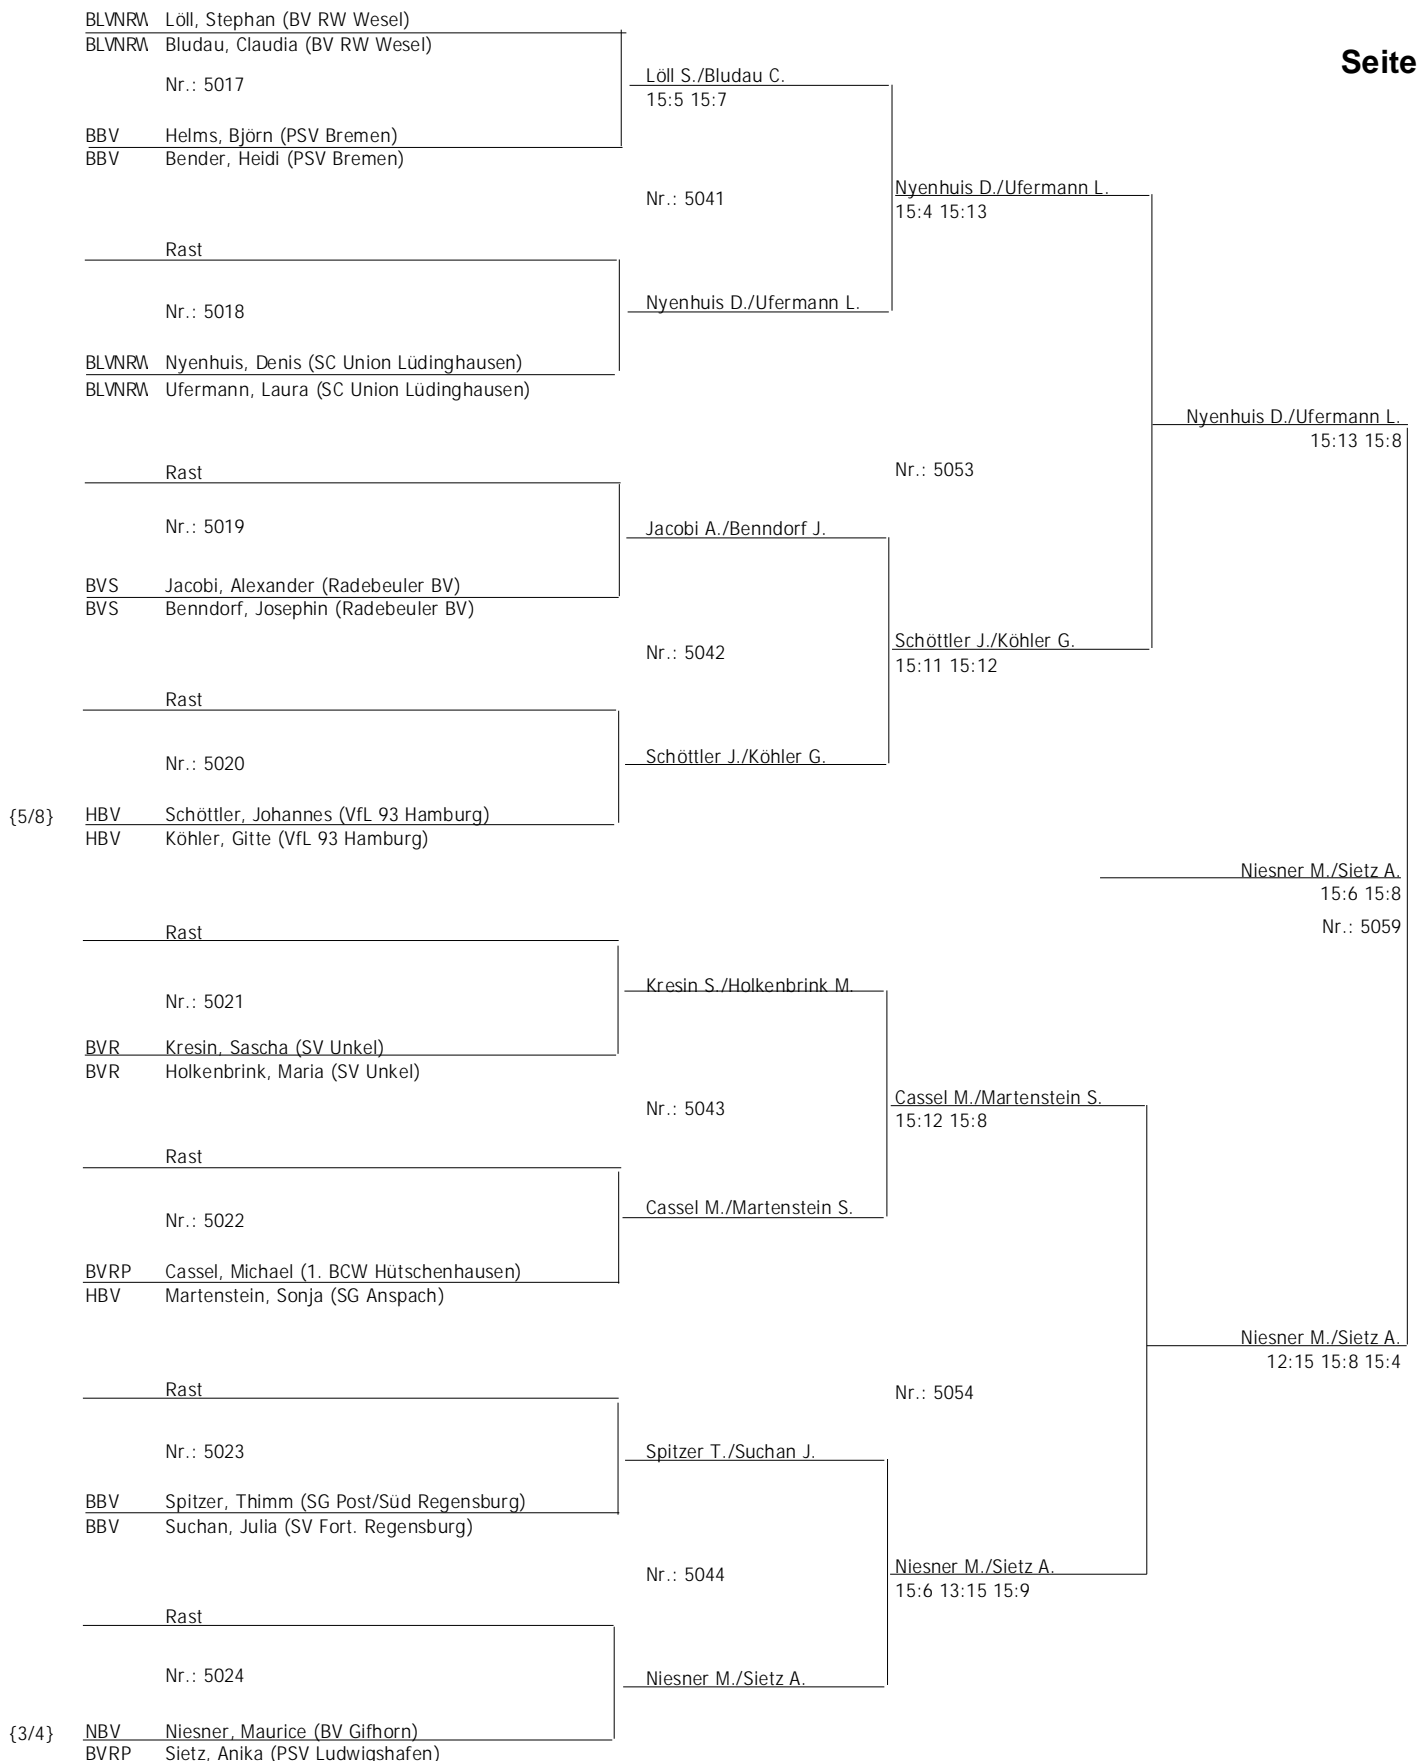 BLVNRW Löll, Stephan (BV RW Wesel)
BLVNRW Bludau, Claudia (BV RW Wesel)
Seite
Nr.: 5017
Löll S./Bludau C.
15:5 15:7
BBV Helms, Björn (PSV Bremen)
BBV Bender, Heidi (PSV Bremen)
Nr.: 5041
Nyenhuis D./Ufermann L.
15:4 15:13
Rast
Nr.: 5018
Nyenhuis D./Ufermann L.
BLVNRW Nyenhuis, Denis (SC Union Lüdinghausen)
BLVNRW Ufermann, Laura (SC Union Lüdinghausen)
Nyenhuis D./Ufermann L.
15:13 15:8
Rast
Nr.: 5053
Nr.: 5019
Jacobi A./Benndorf J.
BVS Jacobi, Alexander (Radebeuler BV)
BVS Benndorf, Josephin (Radebeuler BV)
Nr.: 5042
Schöttler J./Köhler G.
15:11 15:12
Rast
Nr.: 5020
Schöttler J./Köhler G.
{5/8} HBV Schöttler, Johannes (VfL 93 Hamburg)
HBV Köhler, Gitte (VfL 93 Hamburg)
Niesner M./Sietz A.
15:6 15:8
Nr.: 5059
Rast
Nr.: 5021
Kresin S./Holkenbrink M.
BVR Kresin, Sascha (SV Unkel)
BVR Holkenbrink, Maria (SV Unkel)
Nr.: 5043
Cassel M./Martenstein S.
15:12 15:8
Rast
Nr.: 5022
Cassel M./Martenstein S.
BVRP Cassel, Michael (1. BCW Hütschenhausen)
HBV Martenstein, Sonja (SG Anspach)
Niesner M./Sietz A.
12:15 15:8 15:4
Rast
Nr.: 5054
Nr.: 5023
Spitzer T./Suchan J.
BBV Spitzer, Thimm (SG Post/Süd Regensburg)
BBV Suchan, Julia (SV Fort. Regensburg)
Nr.: 5044
Niesner M./Sietz A.
15:6 13:15 15:9
Rast
Nr.: 5024
Niesner M./Sietz A.
{3/4} NBV Niesner, Maurice (BV Gifhorn)
BVRP Sietz, Anika (PSV Ludwigshafen)